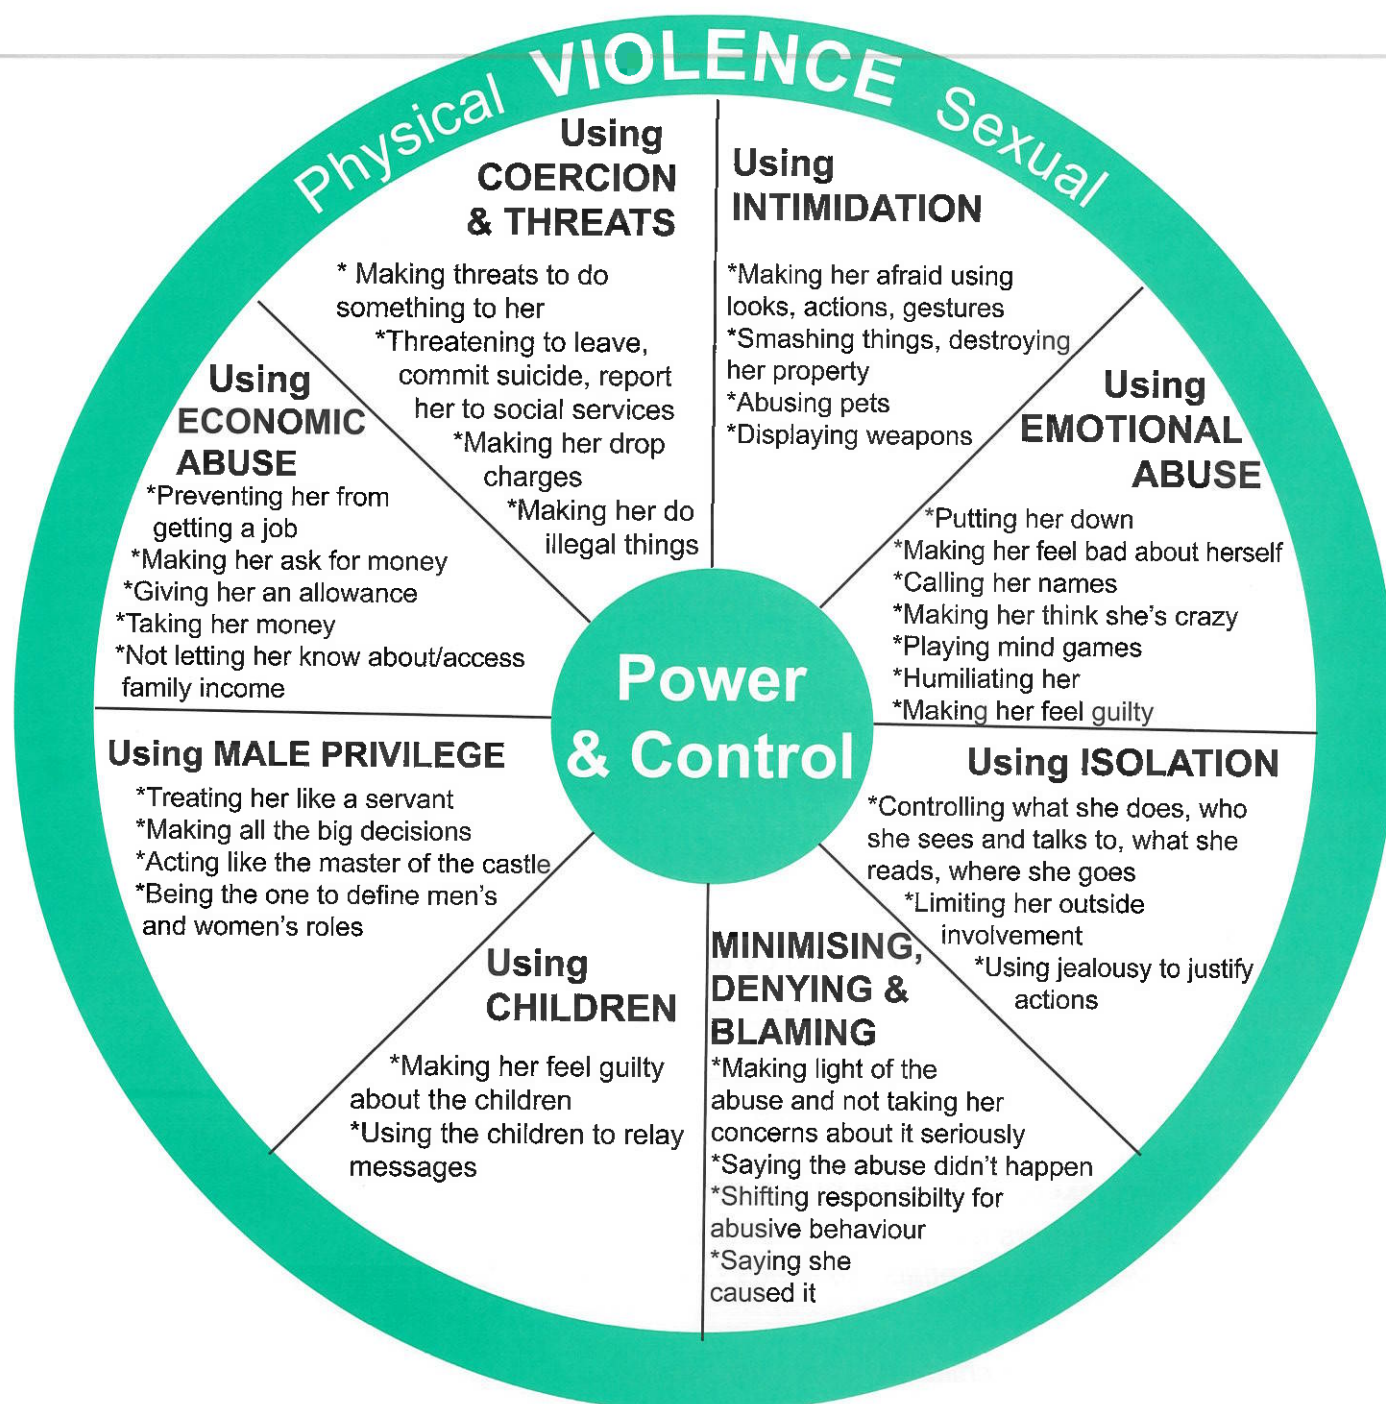 Physical VIOLENCE Sexual
Using
COERCION
& THREATS
* Making threats to do
something to her
*Threatening to leave,
commit suicide, report
her to social services
*Making her drop
charges
*Making her do
illegal things
Using
INTIMIDATION
*Making her afraid using
looks, actions, gestures
*Smashing things, destroying
her property
*Abusing pets
*Displaying weapons
Using
EMOTIONAL
ABUSE
*Putting her down
*Making her feel bad about herself
*Calling her names
*Making her think she's crazy
*Playing mind games
*Humiliating her
*Making her feel guilty
Using ISOLATION
*Controlling what she does, who
she sees and talks to, what she
reads, where she goes
*Limiting her outside
involvement
*Using jealousy to justify
actions
MINIMISING,
DENYING &
BLAMING
*Making light of the
abuse and not taking her
concerns about it seriously
*Saying the abuse didn't happen
*Shifting responsibilty for
abusive behaviour
*Saying she
caused it
Using
CHILDREN
*Making her feel guilty
about the children
*Using the children to relay
messages
Using MALE PRIVILEGE
*Treating her like a servant
*Making all the big decisions
*Acting like the master of the castle
*Being the one to define men's
and women's roles
Using
ECONOMIC
ABUSE
*Preventing her from
getting a job
*Making her ask for money
*Giving her an allowance
*Taking her money
*Not letting her know about/access
family income
Power
& Control